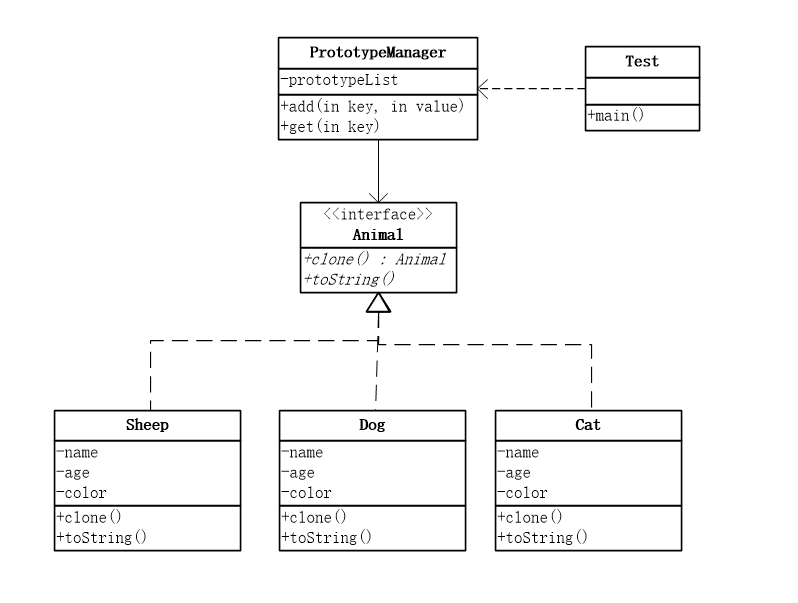 PrototypeManager
-prototypeList
+add(in key, in value)
+get(in key)
Test
+main()
<<interface>>
Animal
+clone() : Animal
+toString()
Sheep
-name
-age
-color
+clone()
+toString()
Dog
-name
-age
-color
+clone()
+toString()
Cat
-name
-age
-color
+clone()
+toString()